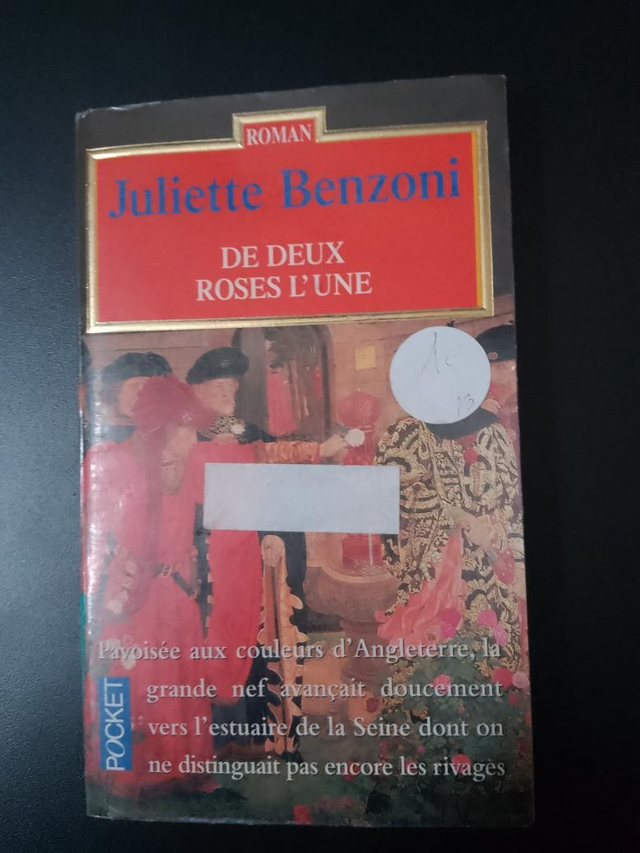 ROMAN
Juliette Benzoni
DE DEUX
ROSES L'UNE
1€
Pavoisée aux couleurs d'Angleterre, la
grande nef avançait doucement
vers l'estuaire de la Seine dont on
ne distinguait pas encore les rivages
POCKET